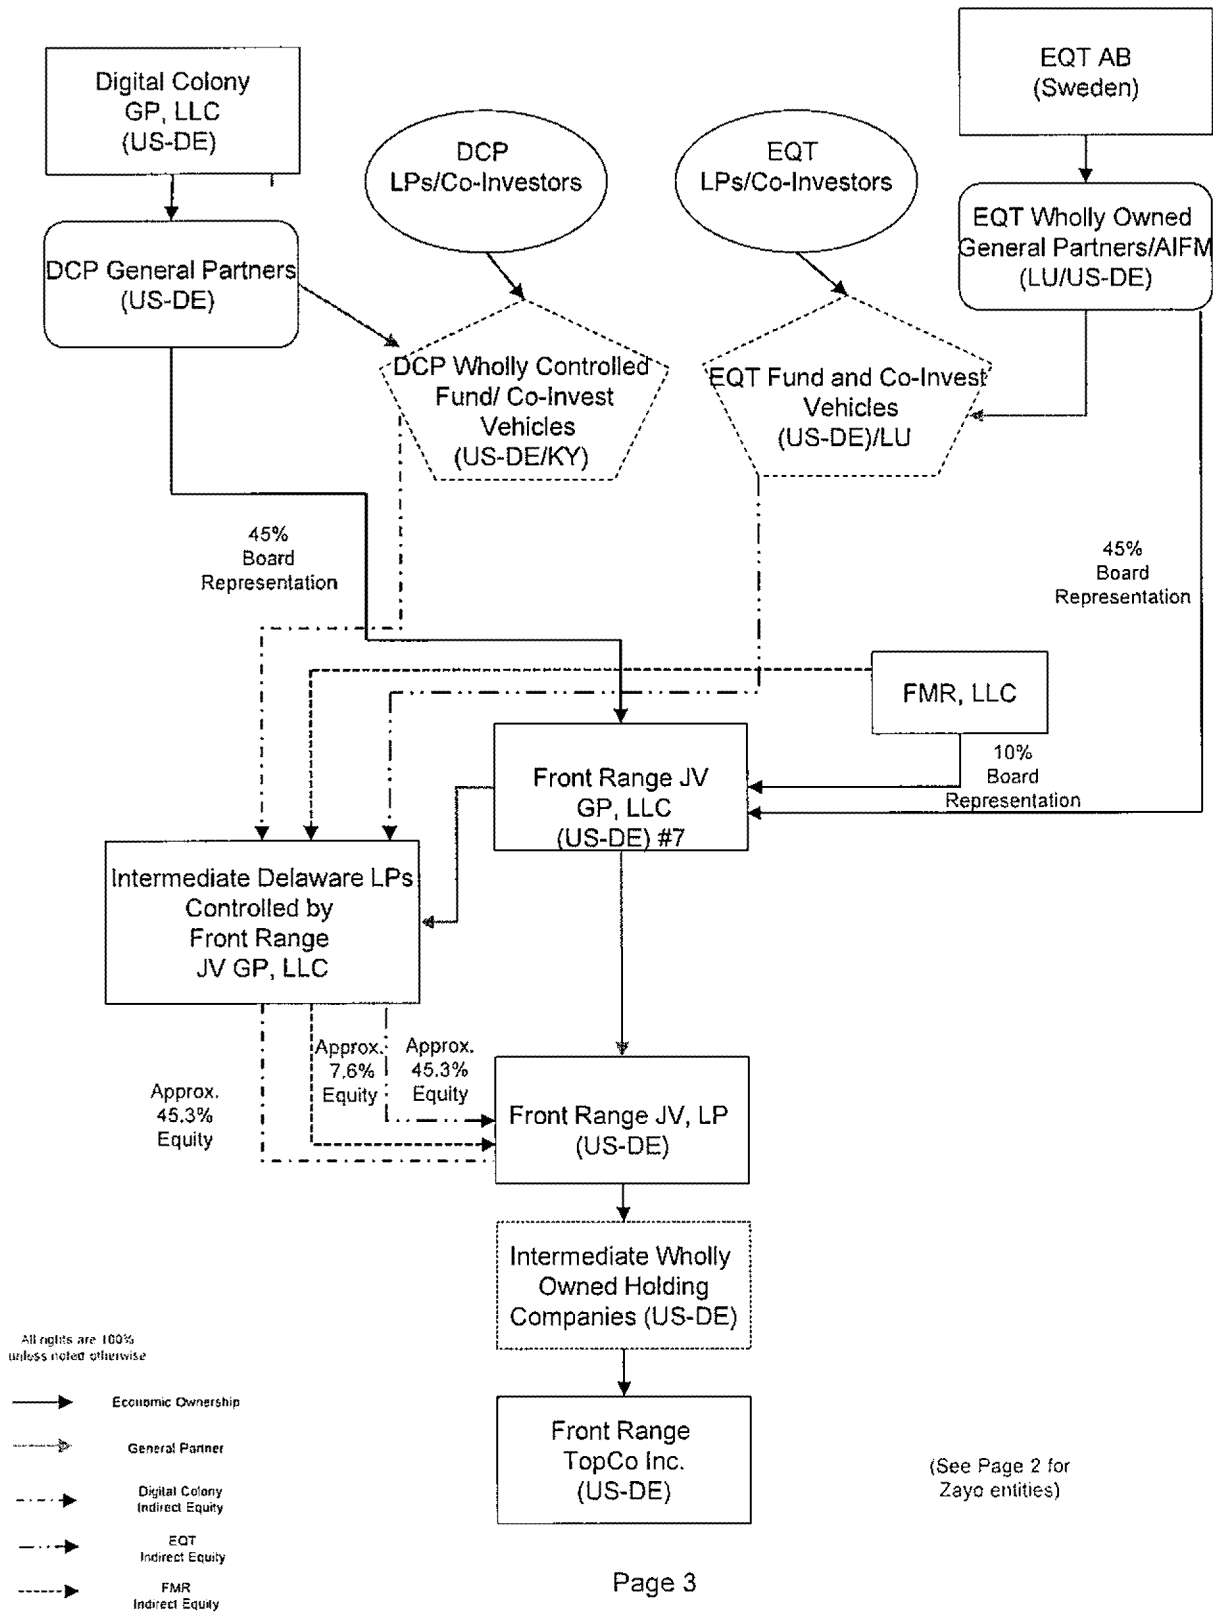 Digital Colony
GP, LLC
(US-DE)
EQT AB
(Sweden)
DCP
LPs/Co-Investors
EQT
LPs/Co-Investors
DCP General Partners
(US-DE)
EQT Wholly Owned
General Partners/AIFM
(LU/US-DE)
DCP Wholly Controlled
Fund/ Co-Invest
Vehicles
(US-DE/KY)
EQT Fund and Co-Invest
Vehicles
(US-DE)/LU
45%
Board
Representation
45%
Board
Representation
FMR, LLC
10%
Board
Representation
Front Range JV
GP, LLC
(US-DE) #7
Intermediate Delaware LPs
Controlled by
Front Range
JV GP, LLC
Approx.
45.3%
Equity
Approx.
7.6%
Equity
Approx.
45.3%
Equity
Front Range JV, LP
(US-DE)
Intermediate Wholly
Owned Holding
Companies (US-DE)
Front Range
TopCo Inc.
(US-DE)
All rights are 100%
unless noted otherwise
Economic Ownership
General Partner
Digital Colony
Indirect Equity
EQT
Indirect Equity
FMR
Indirect Equity
(See Page 2 for
Zayo entities)
Page 3